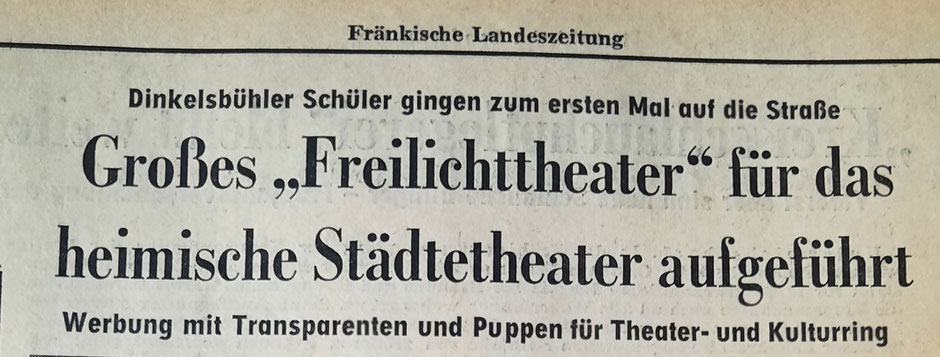 Fränkische Landeszeitung
Dinkelsbühler Schüler gingen zum ersten Mal auf die Straße
Großes „Freilichttheater“ für das
heimische Städtetheater aufgeführt
Werbung mit Transparenten und Puppen für Theater- und Kulturring